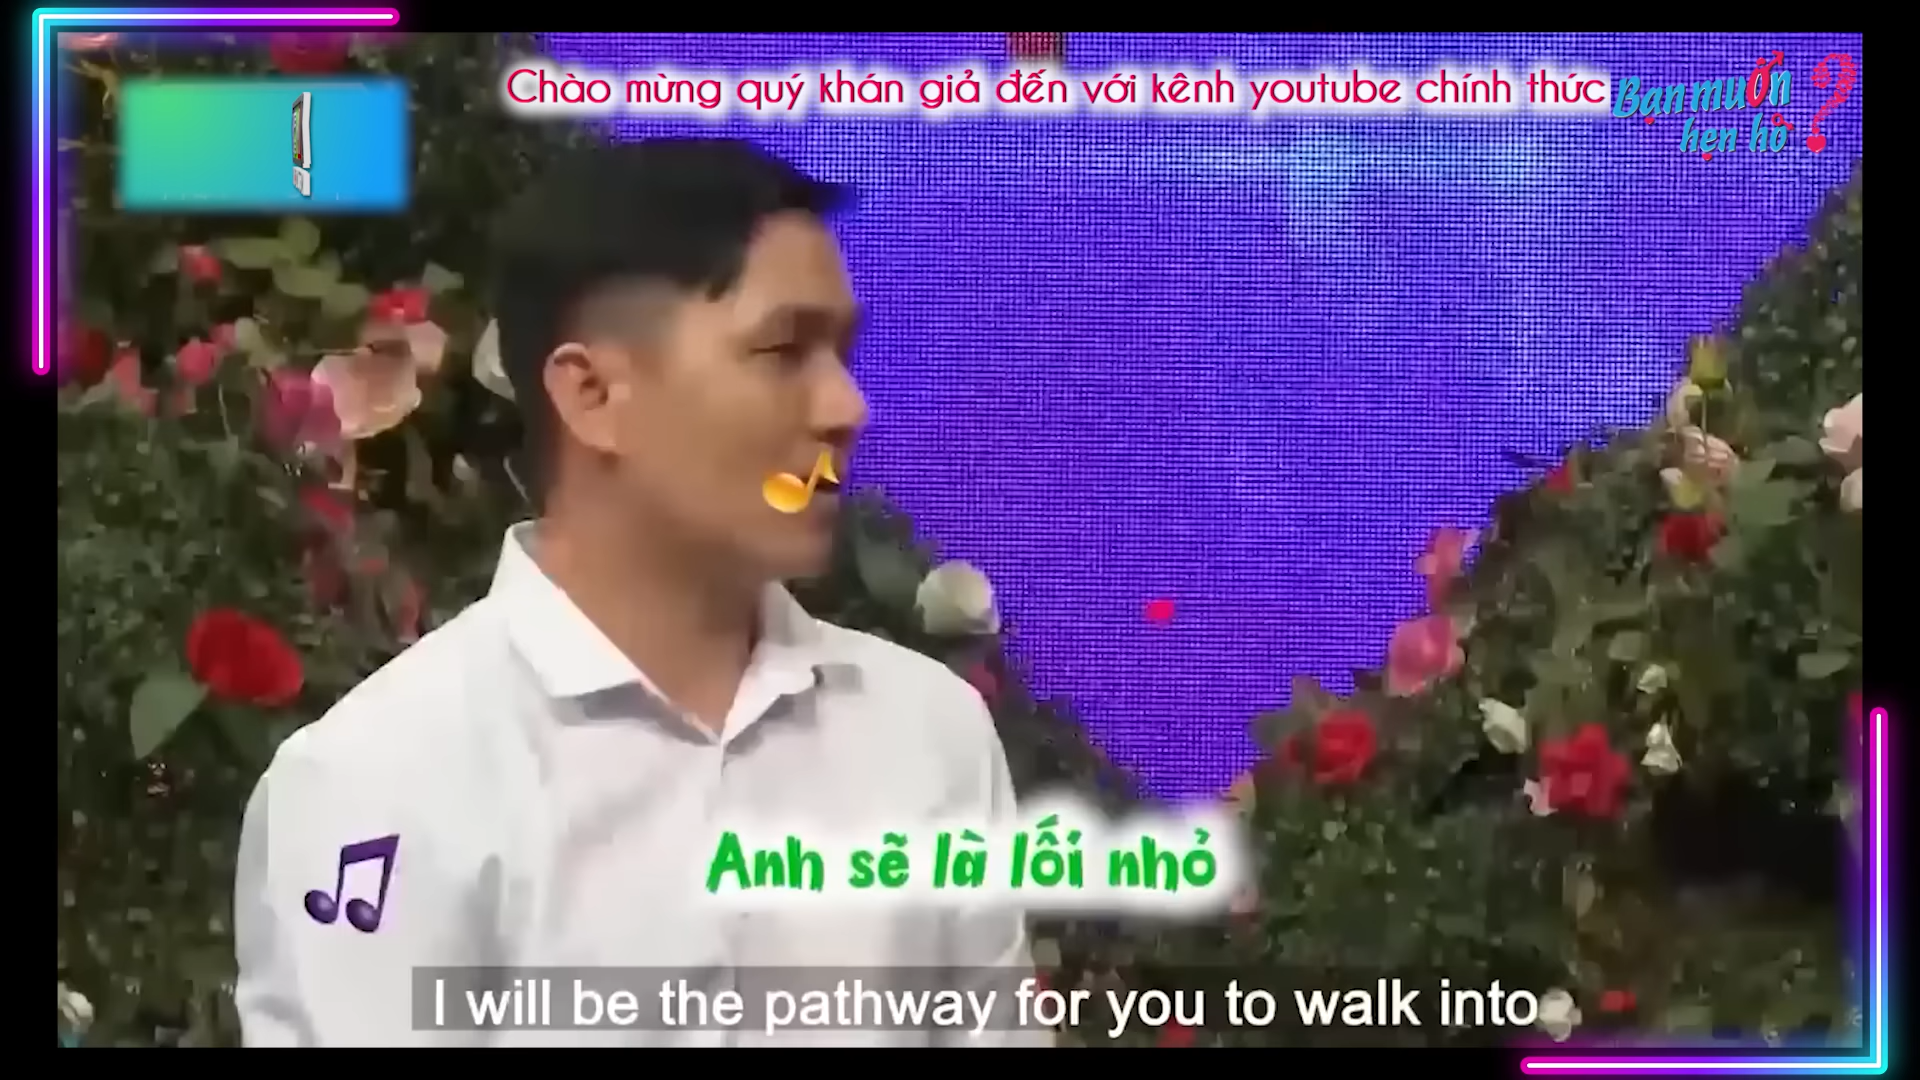 Chào mừng quý khán giả đến với kênh youtube chính thức
Bạn muốn
hẹn hò
Anh sẽ là lối nhỏ
I will be the pathway for you to walk into